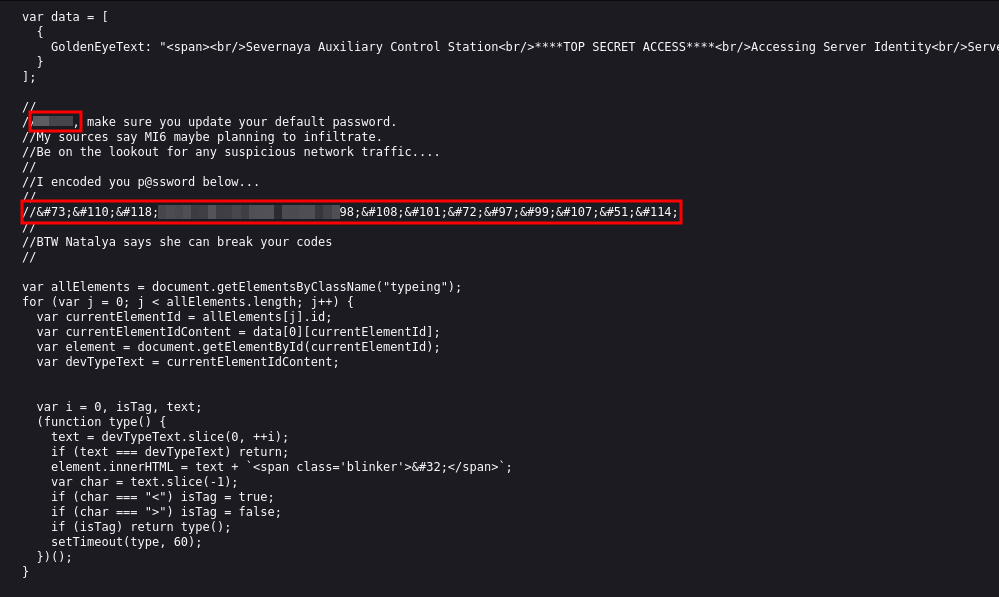 var data = [
{
GoldenEyeText: "<span><br/>Severnaya Auxiliary Control Station<br/>****TOP SECRET ACCESS****<br/>Accessing Server Identity<br/>Serve
}
];
//
//, make sure you update your default password.
//My sources say MI6 maybe planning to infiltrate.
//Be on the lookout for any suspicious network traffic....
//
//I encoded you p@ssword below...
//
//&#73;&#110;&#118;98;&#108;&#101;&#72;&#97;&#99;&#107;&#51;&#114;
//
//BTW Natalya says she can break your codes
//
var allElements = document.getElementsByClassName("typeing");
for (var j = 0; j < allElements.length; j++) {
var currentElementId = allElements[j].id;
var currentElementIdContent = data[0][currentElementId];
var element = document.getElementById(currentElementId);
var devTypeText = currentElementIdContent;
var i = 0, isTag, text;
(function type() {
text = devTypeText.slice(0, ++i);
if (text === devTypeText) return;
element.innerHTML = text + `<span class='blinker'>&#32;</span>`;
var char = text.slice(-1);
if (char === "<") isTag = true;
if (char === ">") isTag = false;
if (isTag) return type();
setTimeout(type, 60);
})();
}